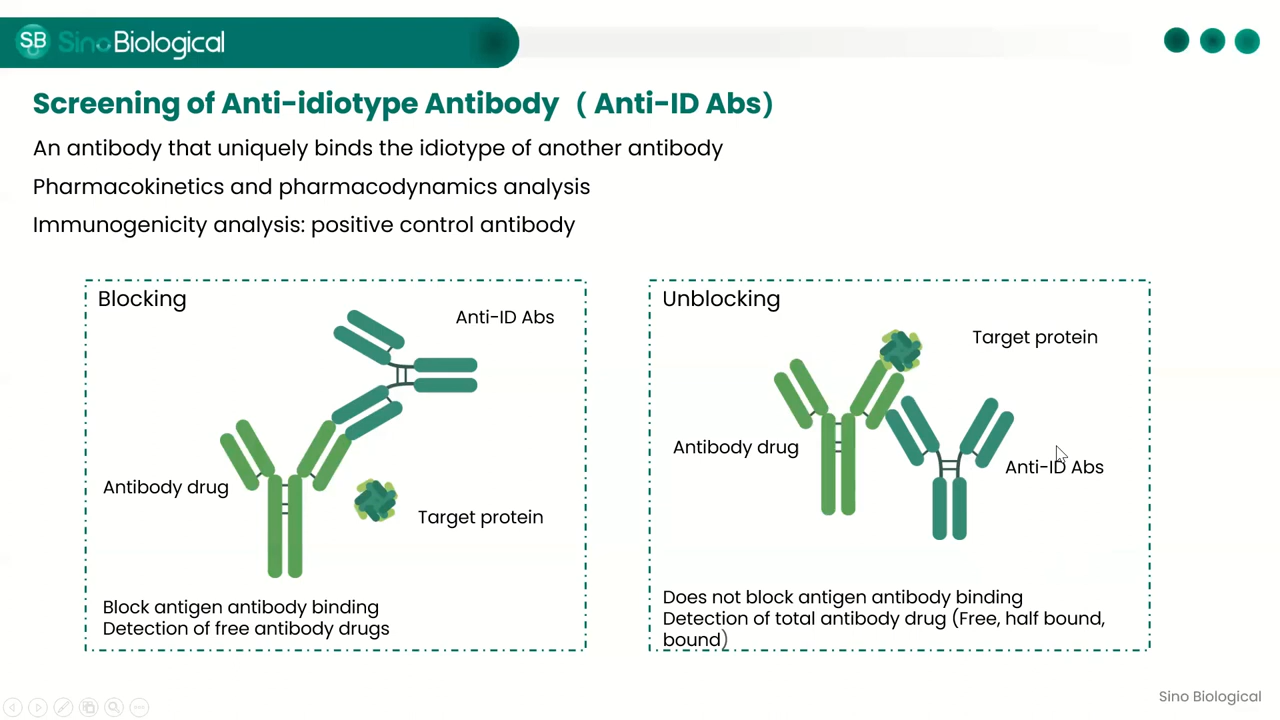 SB SinoBiological
Screening of Anti-idiotype Antibody （ Anti-ID Abs）
An antibody that uniquely binds the idiotype of another antibody
Pharmacokinetics and pharmacodynamics analysis
Immunogenicity analysis: positive control antibody
Blocking
Anti-ID Abs
Antibody drug
Target protein
Block antigen antibody binding
Detection of free antibody drugs
Unblocking
Target protein
Antibody drug
Anti-ID Abs
Does not block antigen antibody binding
Detection of total antibody drug (Free, half bound,
bound)
Sino Biological